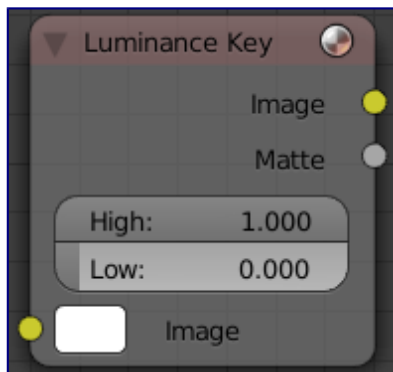 Luminance Key
Image
Matte
High: 1.000
Low: 0.000
Image